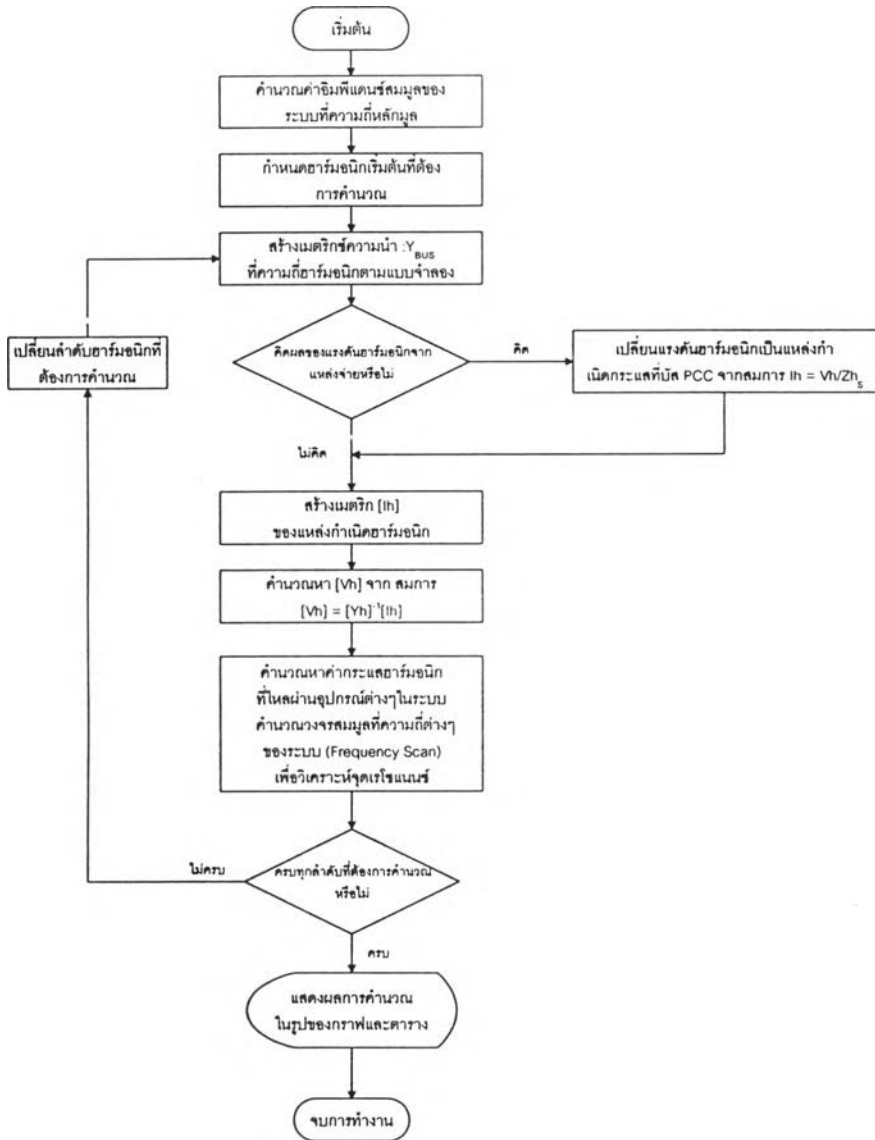 เริ่มต้น
คำนวณค่าอิมพีแดนซ์สมมูลของ
ระบบที่ความถี่หลักมูล
กำหนดฮาร์มอนิกเริ่มต้นที่ต้อง
การคำนวณ
สร้างเมตริกซ์ความนำ :Y_BUS
ที่ความถี่ฮาร์มอนิกตามแบบจำลอง
เปลี่ยนลำดับฮาร์มอนิกที่
ต้องการคำนวณ
คิดผลของแรงดันฮาร์มอนิกจาก
แหล่งจ่ายหรือไม่
คิด
เปลี่ยนแรงดันฮาร์มอนิกเป็นแหล่งกำ
เนิดกระแสที่บัส PCC จากสมการ Ih = Vh/Zh_s
ไม่คิด
สร้างเมตริก [Ih]
ของแหล่งกำเนิดฮาร์มอนิก
คำนวณหา [Vh] จาก สมการ
[Vh] = [Yh]⁻¹[Ih]
คำนวณหาค่ากระแสฮาร์มอนิก
ที่ไหลผ่านอุปกรณ์ต่างๆในระบบ
คำนวณวงจรสมมูลที่ความถี่ต่างๆ
ของระบบ (Frequency Scan)
เพื่อวิเคราะห์จุดเรโซแนนซ์
ไม่ครบ
ครบทุกลำดับที่ต้องการคำนวณ
หรือไม่
ครบ
แสดงผลการคำนวณ
ในรูปของกราฟและตาราง
จบการทำงาน